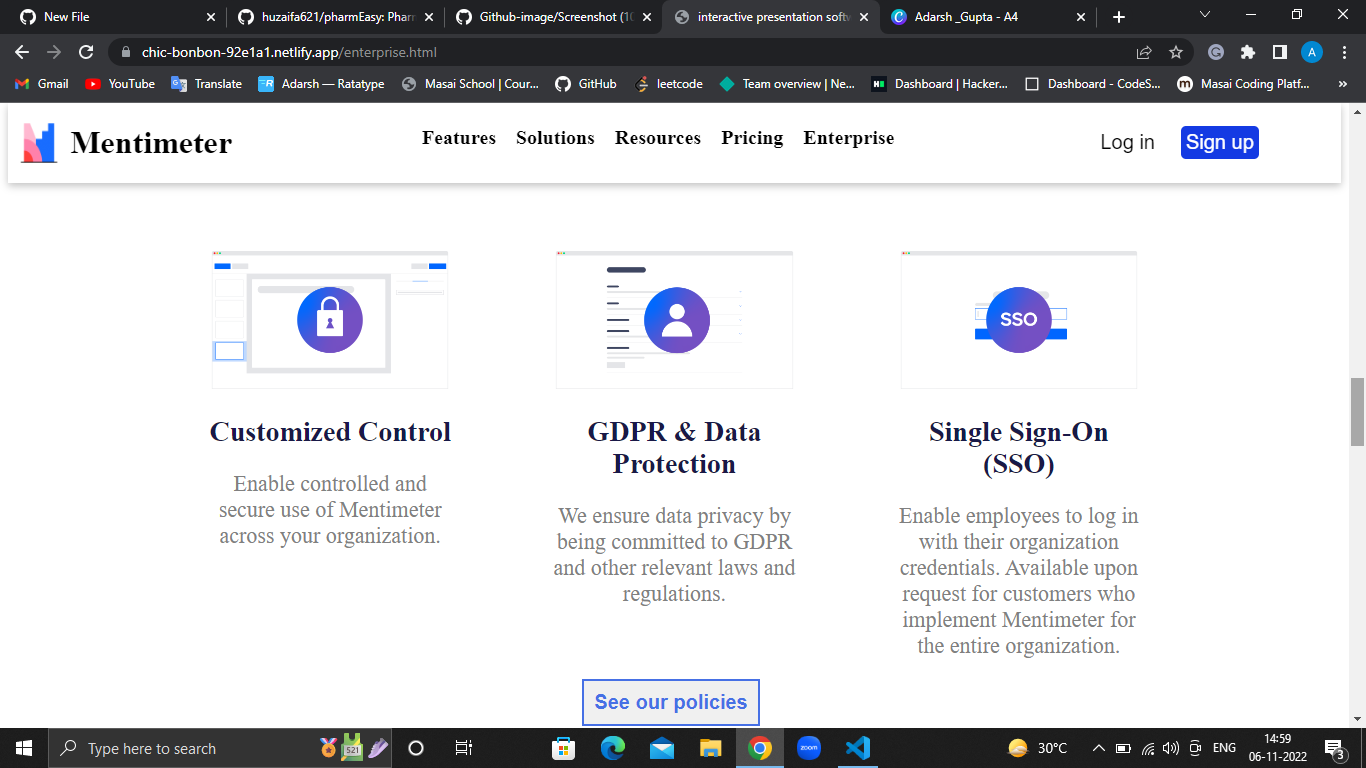 New File
huzaifa621/pharmEasy: Pharm
Github-image/Screenshot (10
interactive presentation softw
Adarsh _Gupta - A4
chic-bonbon-92e1a1.netlify.app/enterprise.html
A
Gmail
YouTube
Translate
Adarsh — Ratatype
Masai School | Cour...
GitHub
leetcode
Team overview | Ne...
Dashboard | Hacker...
Dashboard - CodeS...
Masai Coding Platf...
»
Mentimeter
Features
Solutions
Resources
Pricing
Enterprise
Log in
Sign up
SSO
Customized Control
Enable controlled and
secure use of Mentimeter
across your organization.
GDPR & Data
Protection
We ensure data privacy by
being committed to GDPR
and other relevant laws and
regulations.
Single Sign-On
(SSO)
Enable employees to log in
with their organization
credentials. Available upon
request for customers who
implement Mentimeter for
the entire organization.
See our policies
Type here to search
521
zoom
30°C
ENG
14:59
06-11-2022
3